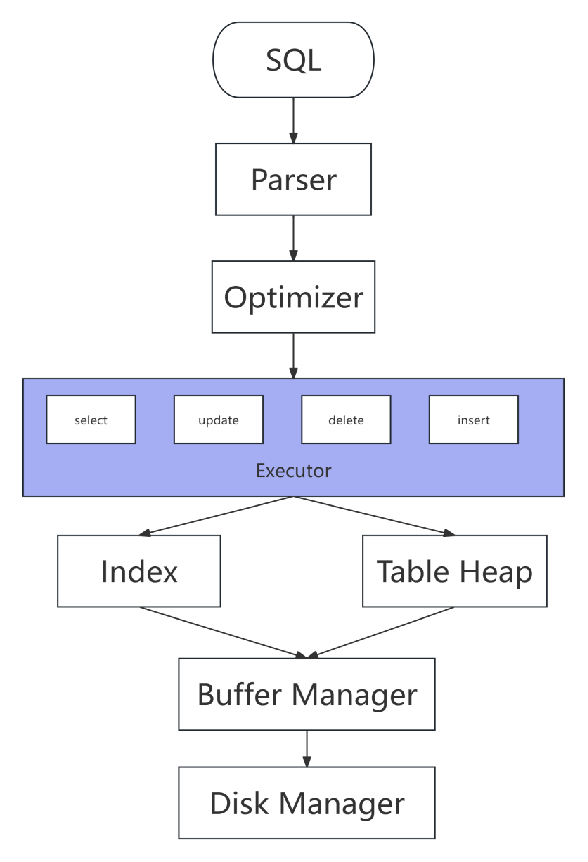 SQL
Parser
Optimizer
select update delete insert
Executor
Index Table Heap
Buffer Manager
Disk Manager